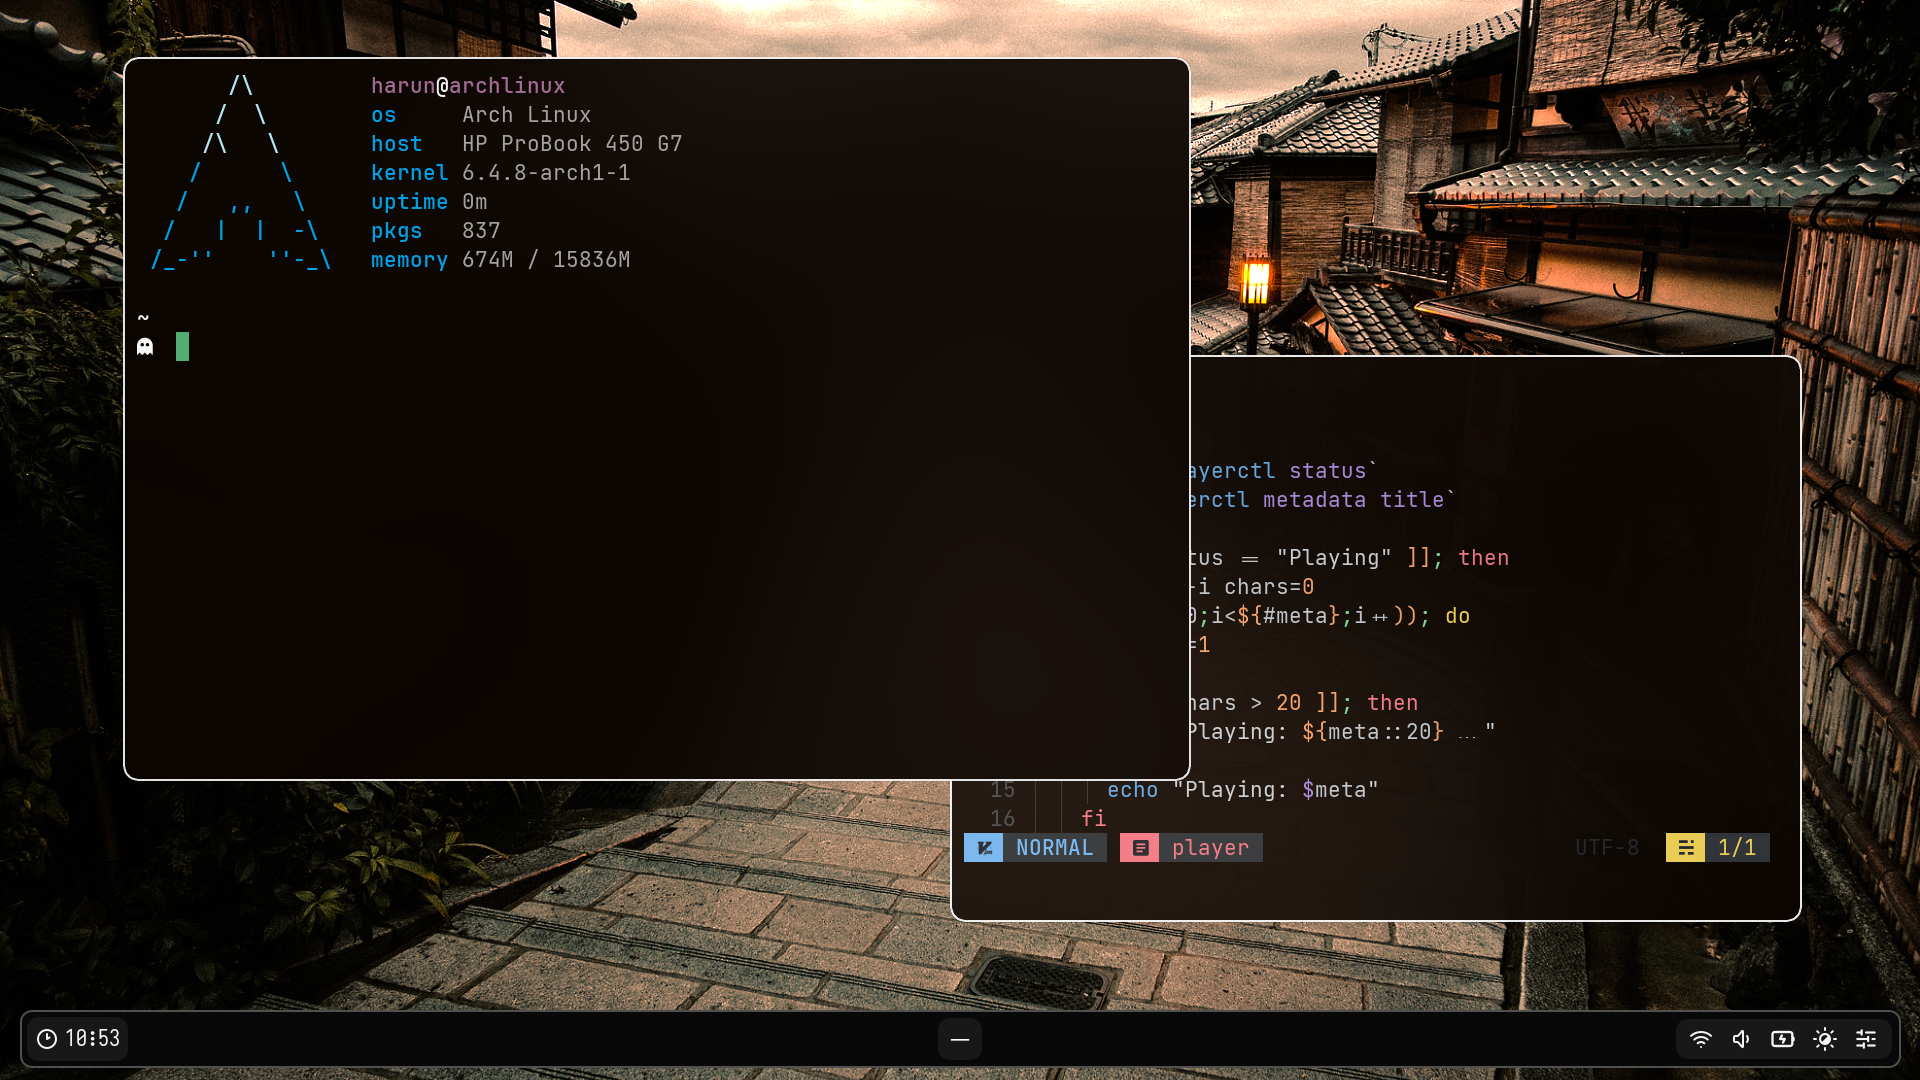 harun@archlinux
os Arch Linux
host HP ProBook 450 G7
kernel 6.4.8-arch1-1
uptime 0m
pkgs 837
memory 674M / 15836M
~
ayerctl status`
erctl metadata title`
tus == "Playing" ]]; then
-i chars=0
0;i<${#meta};i++)); do
=1
hars > 20 ]]; then
Playing: ${meta::20} ..."
15 echo "Playing: $meta"
16 fi
NORMAL player UTF-8 1/1
10:53